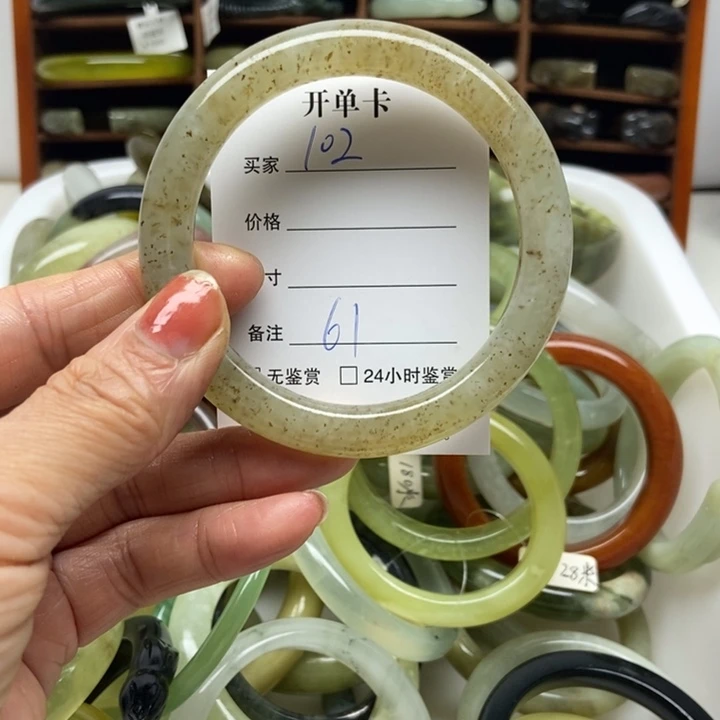 开单卡
买家 102
价格
寸
备注 61
无鉴赏 □ 24小时鉴赏
28米